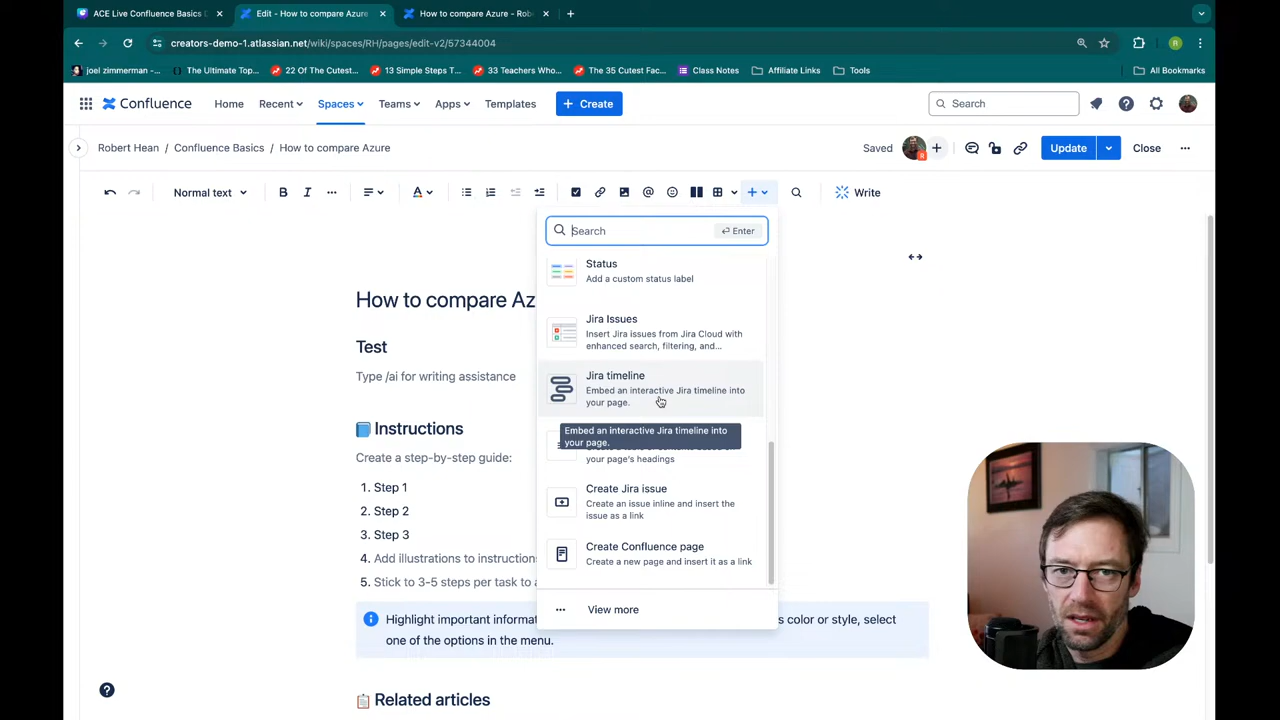 ACE Live Confluence Basics
Edit - How to compare Azure
How to compare Azure - Rob
creators-demo-1.atlassian.net/wiki/spaces/RH/pages/edit-v2/57344004
R
joel zimmerman -...
The Ultimate Top...
22 Of The Cutest...
13 Simple Steps T...
33 Teachers Who...
The 35 Cutest Fac...
Class Notes
Affiliate Links
Tools
All Bookmarks
Confluence
Home
Recent
Spaces
Teams
Apps
Templates
+ Create
Search
Robert Hean / Confluence Basics / How to compare Azure
Saved
R
Update
Close
Normal text
B
I
A
Write
Search
Enter
Status
Add a custom status label
Jira Issues
Insert Jira issues from Jira Cloud with
enhanced search, filtering, and...
Jira timeline
Embed an interactive Jira timeline into
your page.
Embed an interactive Jira timeline into
your page.
your page's headings
Create Jira issue
Create an issue inline and insert the
issue as a link
Create Confluence page
Create a new page and insert it as a link
View more
How to compare Az
Test
Type /ai for writing assistance
Instructions
Create a step-by-step guide:
1. Step 1
2. Step 2
3. Step 3
4. Add illustrations to instructions
5. Stick to 3-5 steps per task to
Highlight important informat
s color or style, select
one of the options in the menu.
Related articles